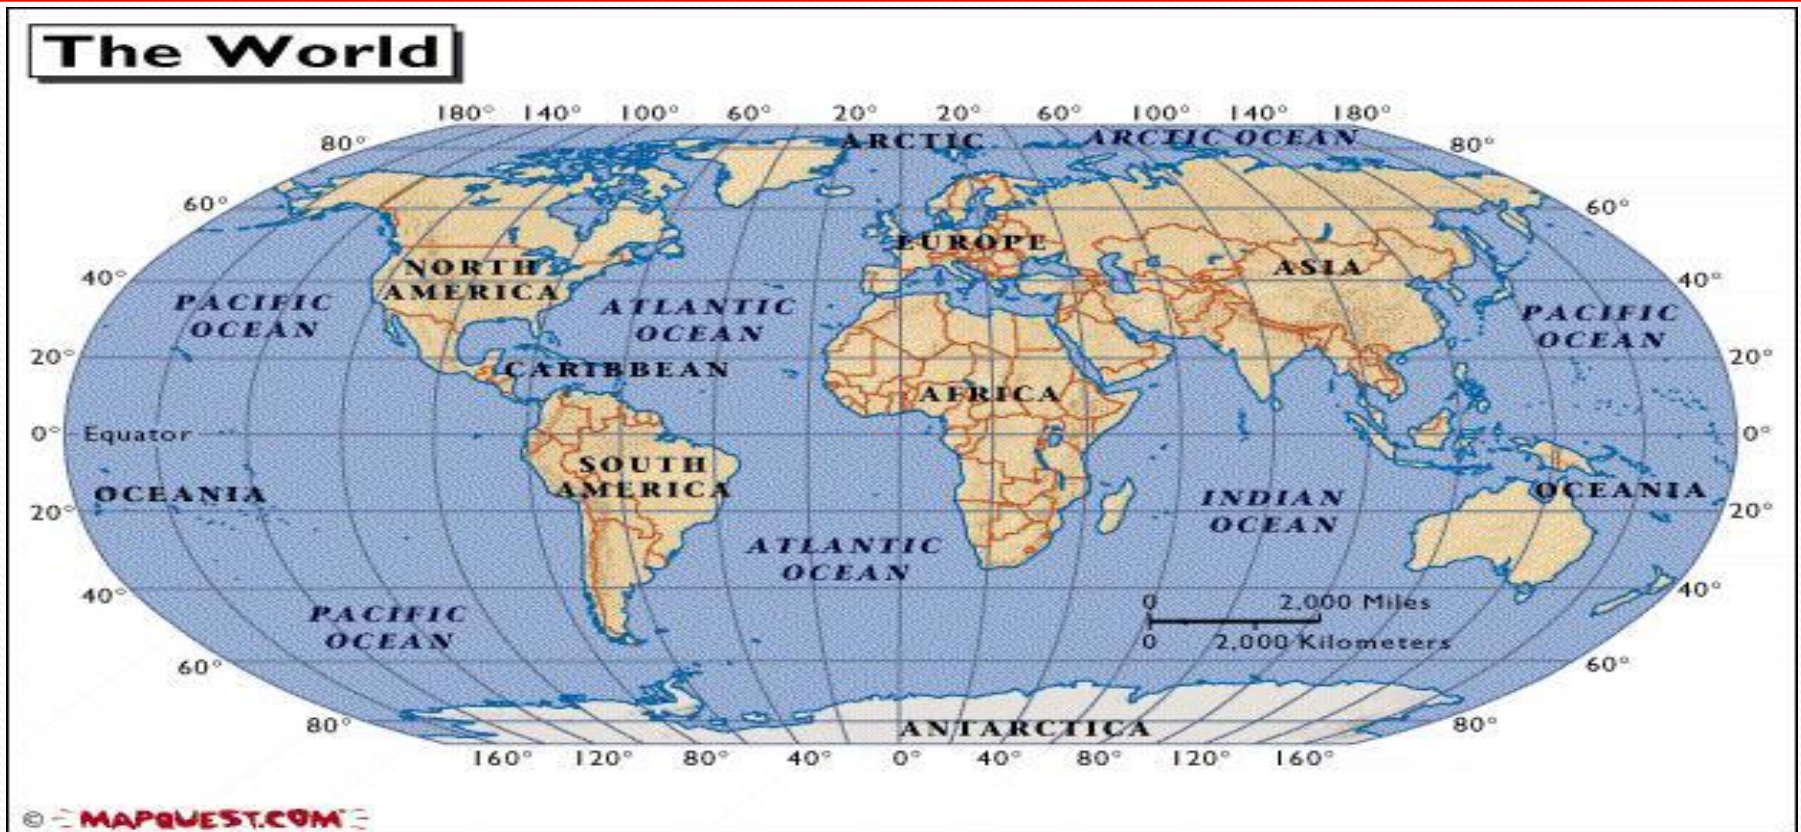 The World
180° 140° 100° 60° 20° 20° 60° 100° 140° 180°
80° ARCTIC ARCTIC OCEAN 80°
60° 60°
EUROPE
NORTH AMERICA
ASIA
40° 40°
PACIFIC OCEAN
ATLANTIC OCEAN
PACIFIC OCEAN
20° 20°
CARIBBEAN
AFRICA
0° Equator 0°
SOUTH AMERICA
OCEANIA
INDIAN OCEAN
OCEANIA
20° 20°
ATLANTIC OCEAN
40° 40°
0 2,000 Miles
0 2,000 Kilometers
PACIFIC OCEAN
60° 60°
80° ANTARCTICA 80°
160° 120° 80° 40° 0° 40° 80° 120° 160°
© MAPQUEST.COM